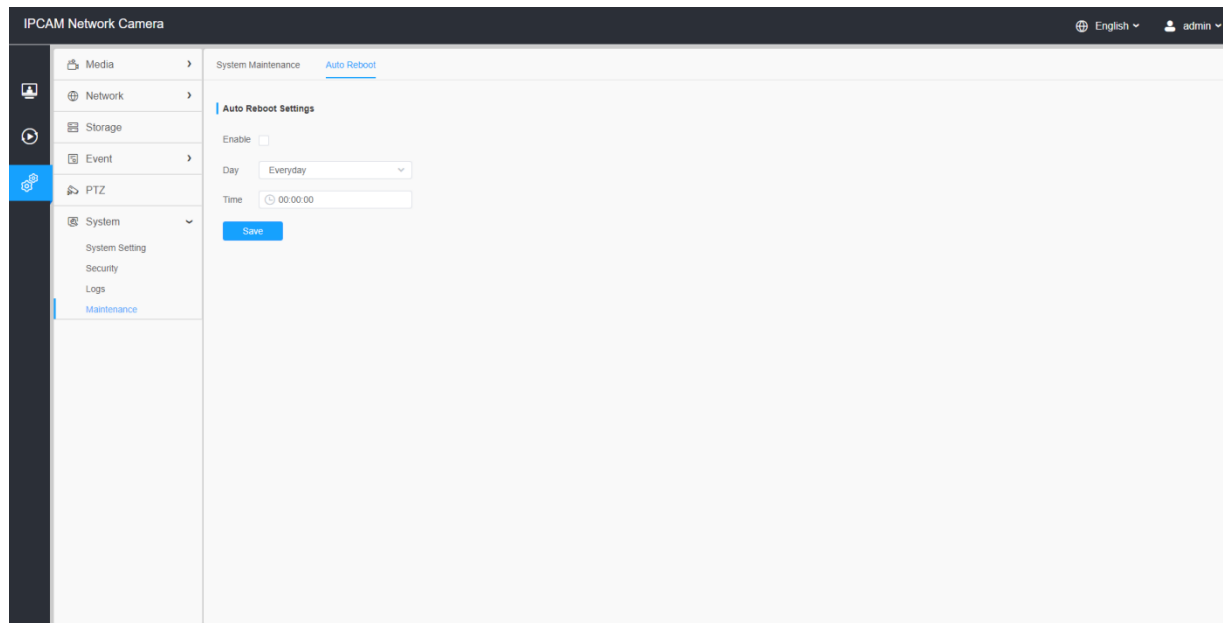 IPCAM Network Camera
English
admin
Media
Network
Storage
Event
PTZ
System
System Setting
Security
Logs
Maintenance
System Maintenance Auto Reboot
Auto Reboot Settings
Enable
Day Everyday
Time 00:00:00
Save